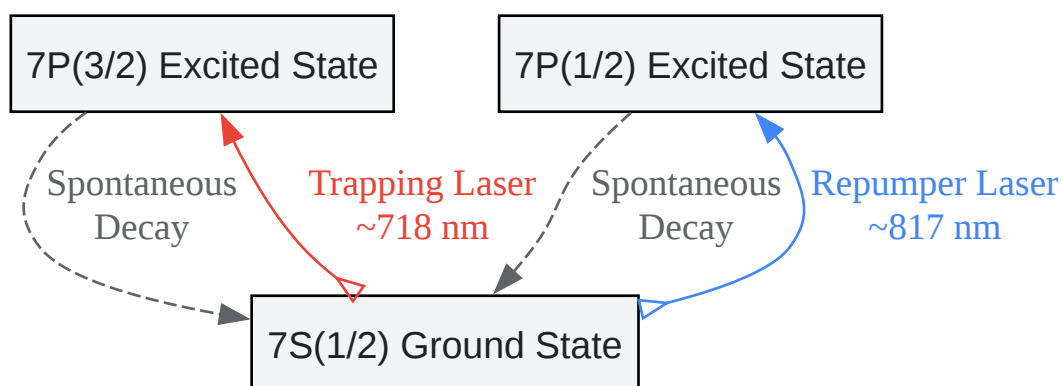 7P(3/2) Excited State
7P(1/2) Excited State
Spontaneous
Decay
Trapping Laser
~718 nm
Spontaneous
Decay
Repumper Laser
~817 nm
7S(1/2) Ground State